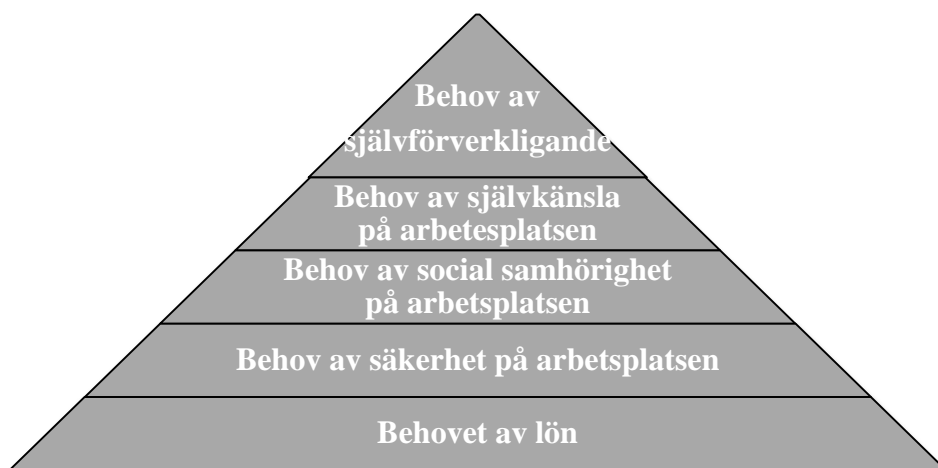 Behov av
självförverkligande
Behov av självkänsla
på arbetesplatsen
Behov av social samhörighet
på arbetsplatsen
Behov av säkerhet på arbetsplatsen
Behovet av lön